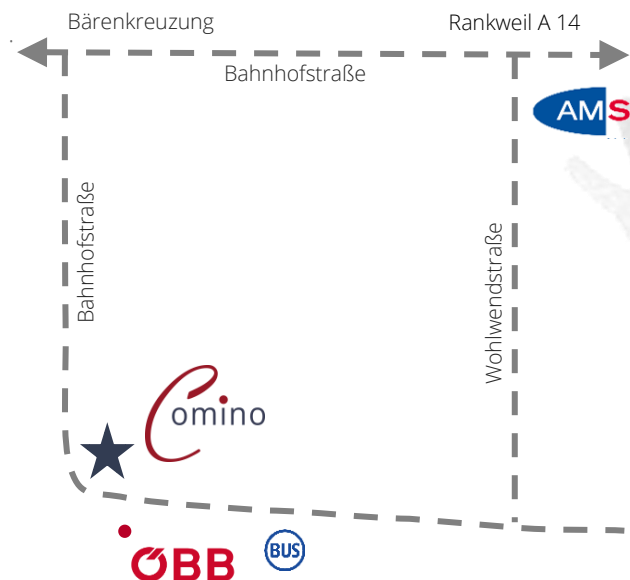 Bärenkreuzung
Rankweil A 14
Bahnhofstraße
AMS
Bahnhofstraße
Wohlwendstraße
Comino
ÖBB
BUS